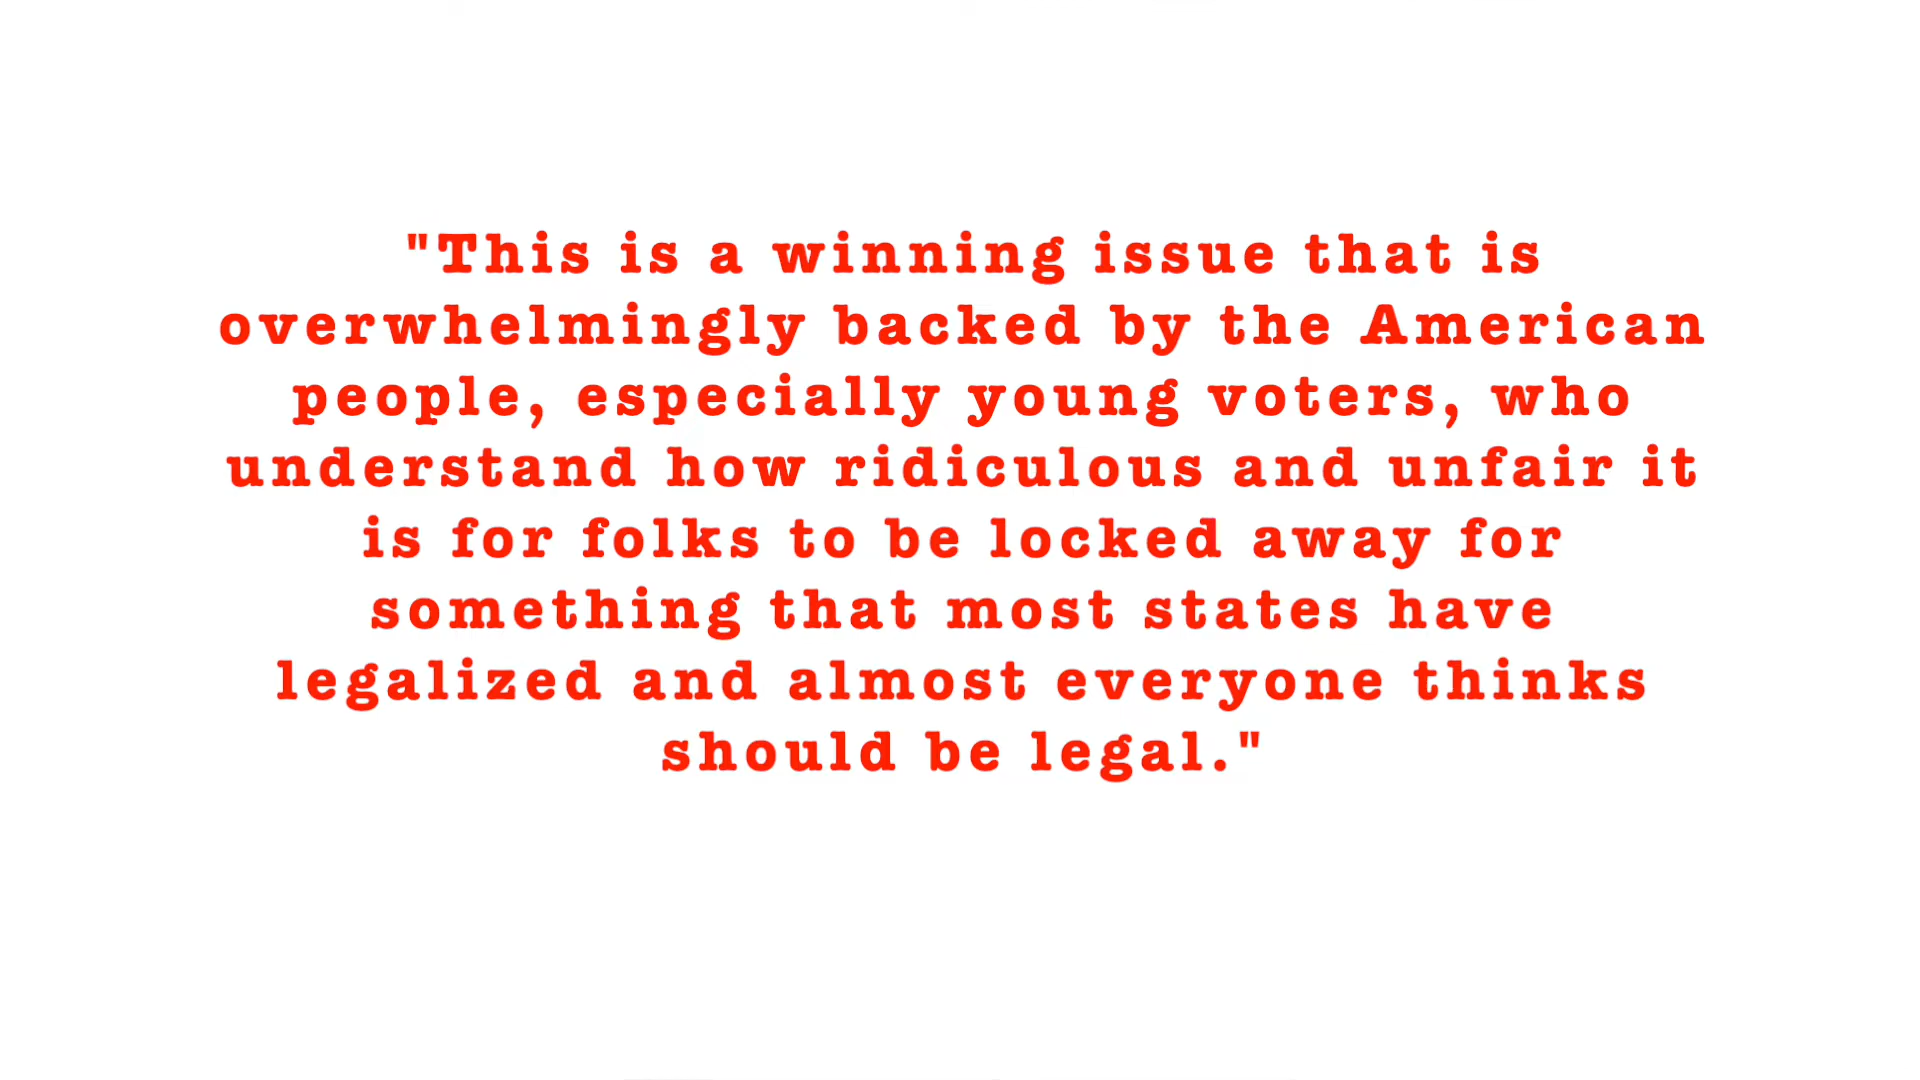 "This is a winning issue that is
overwhelmingly backed by the American
people, especially young voters, who
understand how ridiculous and unfair it
is for folks to be locked away for
something that most states have
legalized and almost everyone thinks
should be legal."